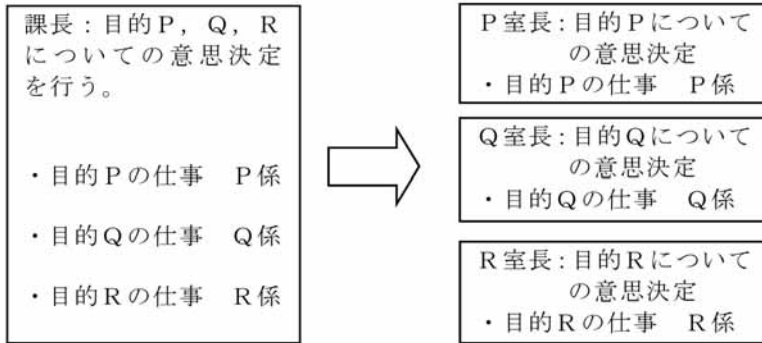 課長：目的Ｐ，Ｑ，Ｒ
についての意思決定
を行う。
・目的Ｐの仕事　Ｐ係
・目的Ｑの仕事　Ｑ係
・目的Ｒの仕事　Ｒ係
Ｐ室長：目的Ｐについて
の意思決定
・目的Ｐの仕事　Ｐ係
Ｑ室長：目的Ｑについて
の意思決定
・目的Ｑの仕事　Ｑ係
Ｒ室長：目的Ｒについて
の意思決定
・目的Ｒの仕事　Ｒ係